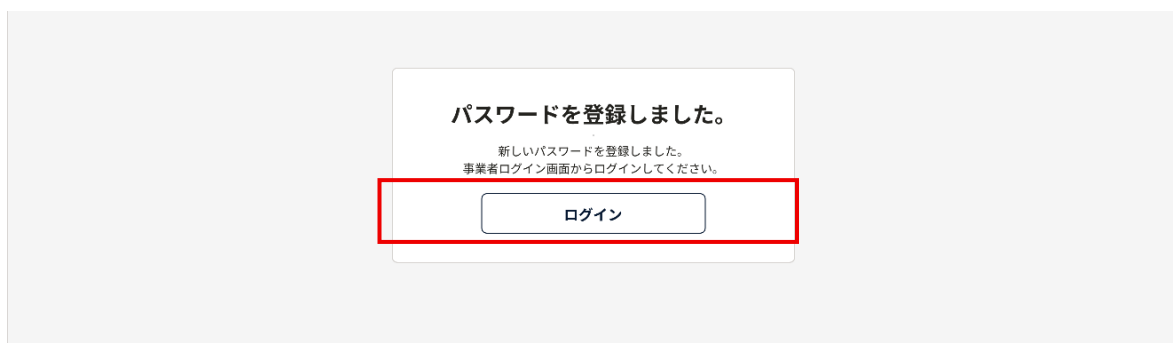 パスワードを登録しました。
新しいパスワードを登録しました。
事業者ログイン画面からログインしてください。
ログイン